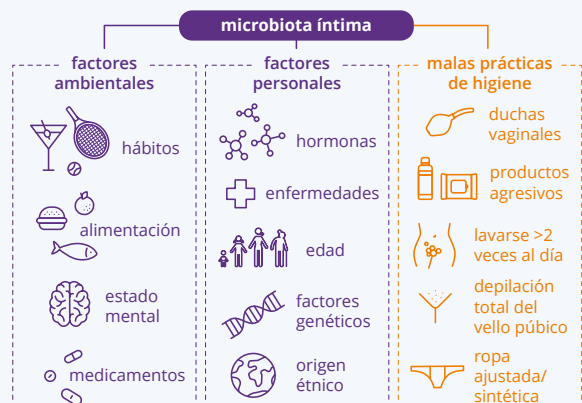 microbiota íntima
factores
ambientales
hábitos
alimentación
estado
mental
medicamentos
factores
personales
hormonas
enfermedades
edad
factores
genéticos
origen
étnico
malas prácticas
de higiene
duchas
vaginales
productos
agresivos
lavarse >2
veces al día
depilación
total del
vello púbico
ropa
ajustada/
sintética